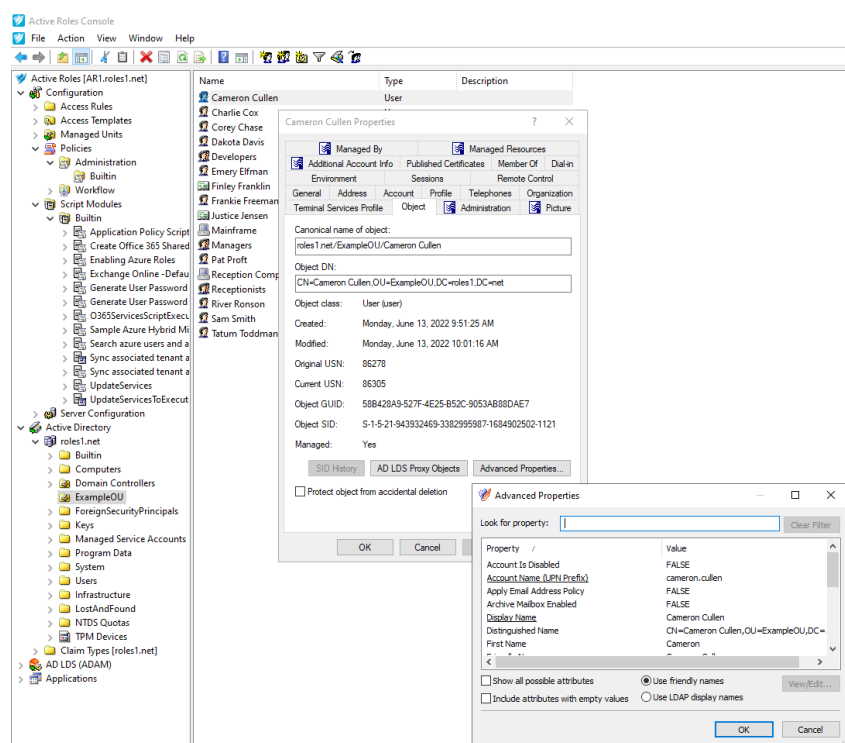 Active Roles Console
File Action View Window Help
Active Roles [AR1.roles1.net]
Configuration
Access Rules
Access Templates
Managed Units
Policies
Administration
Builtin
Workflow
Script Modules
Builtin
Application Policy Script
Create Office 365 Shared
Enabling Azure Roles
Exchange Online -Defau
Generate User Password
Generate User Password
O365ServicesScriptExecu
Sample Azure Hybrid Mi
Search azure users and a
Sync associated tenant a
Sync associated tenant a
UpdateServices
UpdateServicesToExecut
Server Configuration
Active Directory
roles1.net
Builtin
Computers
Domain Controllers
ExampleOU
ForeignSecurityPrincipals
Keys
Managed Service Accounts
Program Data
System
Users
Infrastructure
LostAndFound
NTDS Quotas
TPM Devices
Claim Types [roles1.net]
AD LDS (ADAM)
Applications
Name Type Description
Cameron Cullen User
Charlie Cox
Corey Chase
Dakota Davis
Developers
Emery Elfman
Finley Franklin
Frankie Freeman
Justice Jensen
Mainframe
Managers
Pat Proft
Reception Comp
Receptionists
River Ronson
Sam Smith
Tatum Toddman
Cameron Cullen Properties ?
Managed By Managed Resources
Additional Account Info Published Certificates Member Of Dial-in
Environment Sessions Remote Control
General Address Account Profile Telephones Organization
Terminal Services Profile Object Administration Picture
Canonical name of object:
roles1.net/ExampleOU/Cameron Cullen
Object DN:
CN=Cameron Cullen,OU=ExampleOU,DC=roles1,DC=net
Object class: User (user)
Created: Monday, June 13, 2022 9:51:25 AM
Modified: Monday, June 13, 2022 10:01:16 AM
Original USN: 86278
Current USN: 86305
Object GUID: 58B428A9-527F-4E25-B52C-9053AB88DAE7
Object SID: S-1-5-21-943932469-3382995987-1684902502-1121
Managed: Yes
SID History AD LDS Proxy Objects Advanced Properties...
Protect object from accidental deletion
OK Cancel
Advanced Properties
Look for property: Clear Filter
Property Value
Account Is Disabled FALSE
Account Name (UPN Prefix) cameron.cullen
Apply Email Address Policy FALSE
Archive Mailbox Enabled FALSE
Display Name Cameron Cullen
Distinguished Name CN=Cameron Cullen,OU=ExampleOU,DC=
First Name Cameron
Show all possible attributes Use friendly names View/Edit...
Include attributes with empty values Use LDAP display names
OK Cancel